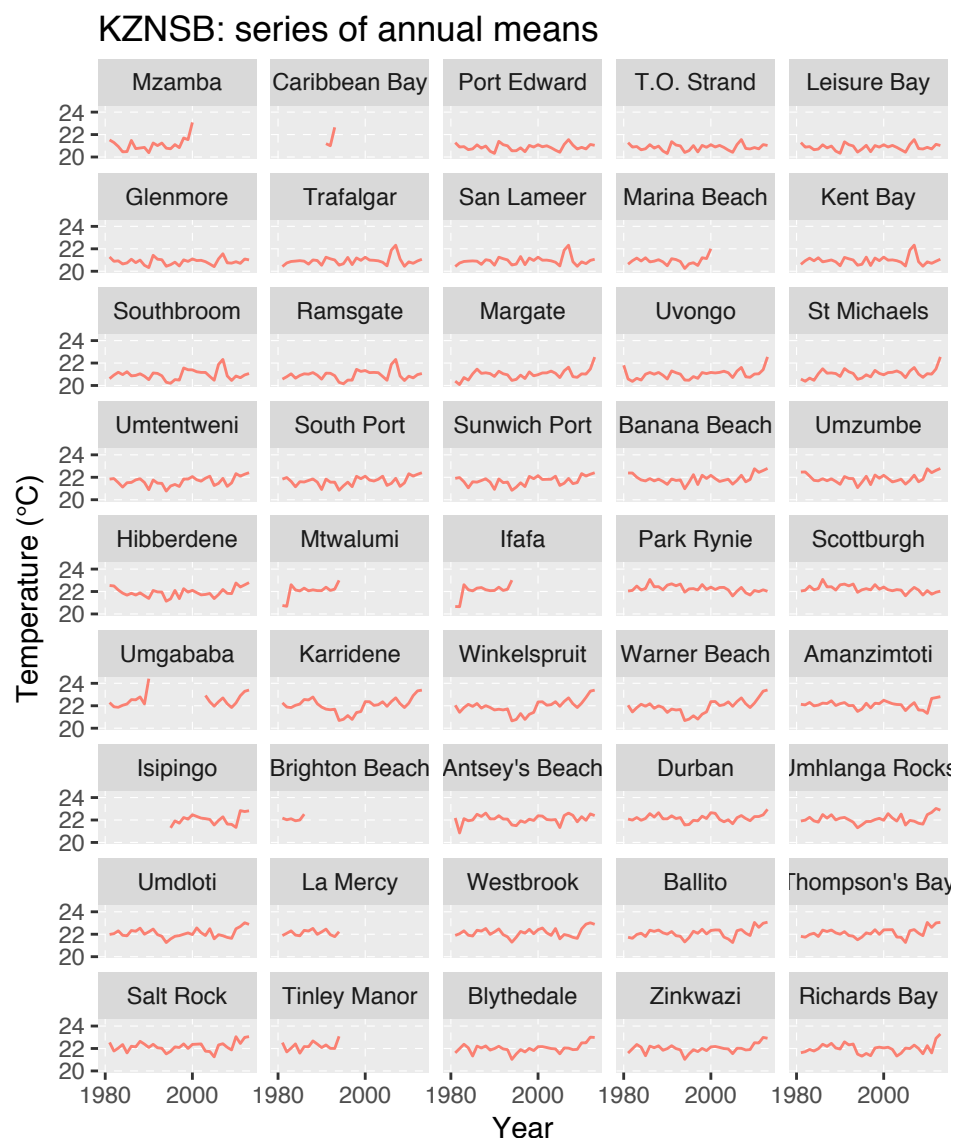 KZNSB: series of annual means
Mzamba Caribbean Bay Port Edward T.O. Strand Leisure Bay
24
22
20
Glenmore Trafalgar San Lameer Marina Beach Kent Bay
24
22
20
Southbroom Ramsgate Margate Uvongo St Michaels
24
22
20
Umtentweni South Port Sunwich Port Banana Beach Umzumbe
24
22
20
Hibberdene Mtwalumi Ifafa Park Rynie Scottburgh
24
22
20
Umgababa Karridene Winkelspruit Warner Beach Amanzimtoti
24
22
20
Isipingo Brighton Beach Antsey's Beach Durban Umhlanga Rocks
24
22
20
Umdloti La Mercy Westbrook Ballito Thompson's Bay
24
22
20
Salt Rock Tinley Manor Blythedale Zinkwazi Richards Bay
24
22
20
1980 2000 1980 2000 1980 2000 1980 2000 1980 2000
Year
Temperature (°C)